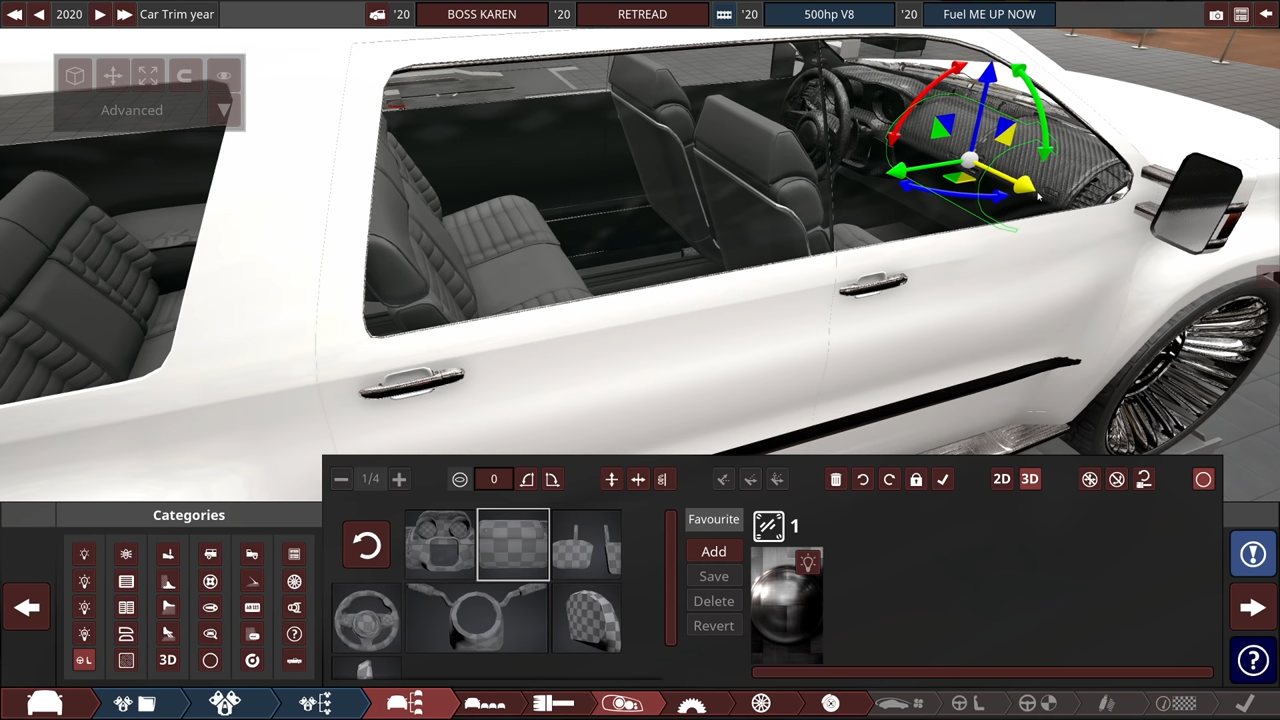 2020 Car Trim year '20 BOSS KAREN '20 RETREAD '20 500hp V8 '20 Fuel ME UP NOW
Advanced
1/4 0 2D 3D
Categories
Favourite 1
Add
Save
Delete
Revert
3D
L